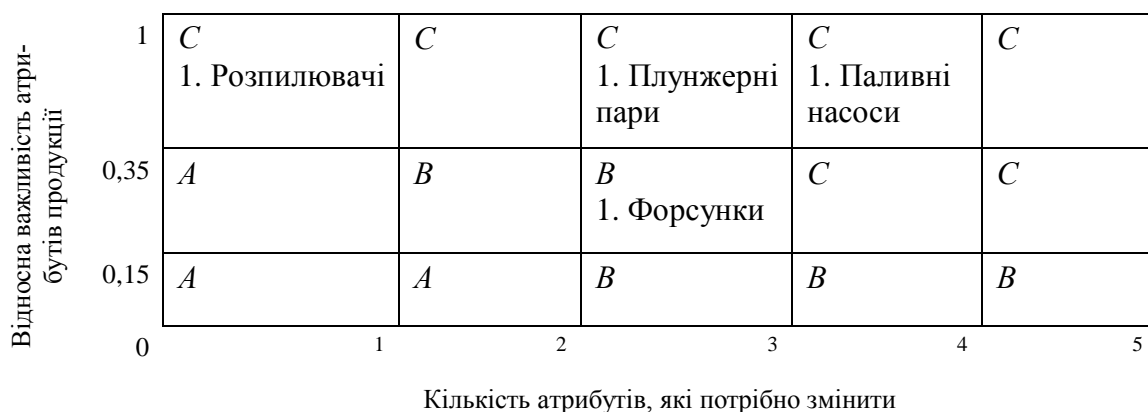 Відносна важливість атри-
бутів продукції
1
C
C
C
C
C
1. Розпилювачі
1. Плунжерні
пари
1. Паливні
насоси
0,35
A
B
B
C
C
1. Форсунки
0,15
A
A
B
B
B
0
1
2
3
4
5
Кількість атрибутів, які потрібно змінити